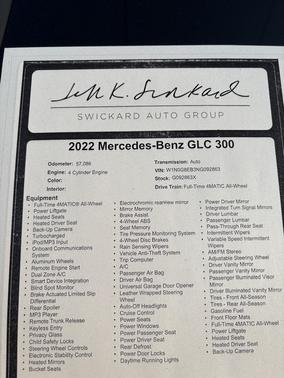 Jeff K. Swickard
SWICKARD AUTO GROUP
2022 Mercedes-Benz GLC 300
Odometer: 57,086
Engine: 4 Cylinder Engine
Color:
Interior:
Transmission: Auto
VIN: W1N0G8EB3NG092863
Stock: G092863X
Drive Train: Full-Time 4MATIC All-Wheel
Equipment
• Full-Time 4MATIC® All-Wheel
• Power Liftgate
• Heated Seats
• Heated Driver Seat
• Back-Up Camera
• Turbocharged
• iPod/MP3 Input
• Onboard Communications
System
• Aluminum Wheels
• Remote Engine Start
• Dual Zone A/C
• Smart Device Integration
• Blind Spot Monitor
• Brake Actuated Limited Slip
Differential
• Rear Spoiler
• MP3 Player
• Remote Trunk Release
• Keyless Entry
• Privacy Glass
• Child Safety Locks
• Steering Wheel Controls
• Electronic Stability Control
• Heated Mirrors
• Bucket Seats
• Electrochromic rearview mirror
• Mirror Memory
• Brake Assist
• 4-Wheel ABS
• Seat Memory
• Tire Pressure Monitoring System
• 4-Wheel Disc Brakes
• Rain Sensing Wipers
• Vehicle Anti-Theft System
• Trip Computer
• A/C
• Passenger Air Bag
• Driver Air Bag
• Universal Garage Door Opener
• Leather Wrapped Steering
Wheel
• Auto-Off Headlights
• Cruise Control
• Power Seats
• Power Windows
• Power Passenger Seat
• Power Driver Seat
• Rear Defrost
• Power Door Locks
• Daytime Running Lights
• Power Driver Mirror
• Integrated Turn Signal Mirrors
• Driver Lumbar
• Passenger Lumbar
• Pass-Through Rear Seat
• Intermittent Wipers
• Variable Speed Intermittent
Wipers
• AM/FM Stereo
• Adjustable Steering Wheel
• Driver Vanity Mirror
• Passenger Vanity Mirror
• Passenger Illuminated Visor
Mirror
• Driver Illuminated Vanity Mirror
• Tires - Front All-Season
• Tires - Rear All-Season
• Gasoline Fuel
• Front Floor Mats
• Full-Time 4MATIC All-Wheel
• Power Liftgate
• Heated Seats
• Heated Driver Seat
• Back-Up Camera